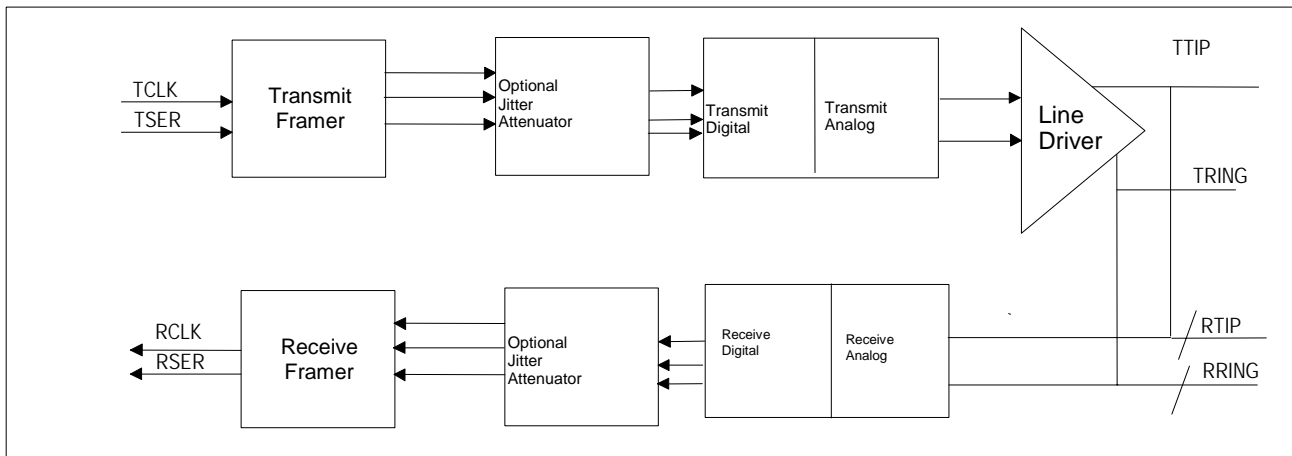 TTIP
TCLK
TSER
Transmit
Framer
Optional
Jitter
Attenuator
Transmit
Digital
Transmit
Analog
Line
Driver
TRING
RCLK
RSER
Receive
Framer
Optional
Jitter
Attenuator
Receive
Digital
Receive
Analog
RTIP
RRING